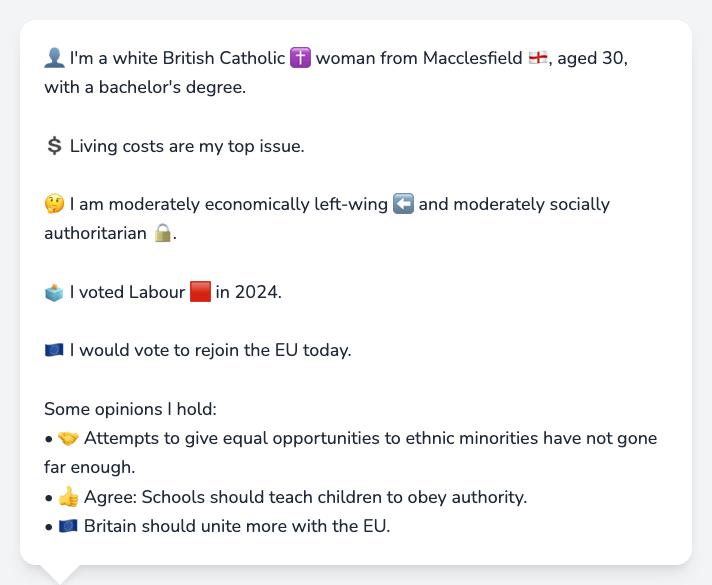 👤 I'm a white British Catholic ✝️ woman from Macclesfield 🏴󠁧󠁢󠁥󠁮󠁧󠁿, aged 30,
with a bachelor's degree.
💲 Living costs are my top issue.
🤔 I am moderately economically left-wing ⬅️ and moderately socially
authoritarian 🔒.
🗳️ I voted Labour 🟥 in 2024.
🇪🇺 I would vote to rejoin the EU today.
Some opinions I hold:
• 🤝 Attempts to give equal opportunities to ethnic minorities have not gone
far enough.
• 👍 Agree: Schools should teach children to obey authority.
• 🇪🇺 Britain should unite more with the EU.